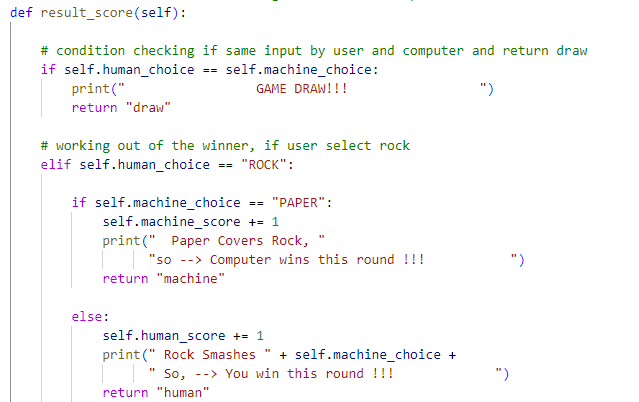 def result_score(self):
# condition checking if same input by user and computer and return draw
if self.human_choice == self.machine_choice:
print("                 GAME DRAW!!!                 ")
return "draw"
# working out of the winner, if user select rock
elif self.human_choice == "ROCK":
if self.machine_choice == "PAPER":
self.machine_score += 1
print("  Paper Covers Rock, "
"so --> Computer wins this round !!!           ")
return "machine"
else:
self.human_score += 1
print(" Rock Smashes " + self.machine_choice +
" So, --> You win this round !!!             ")
return "human"